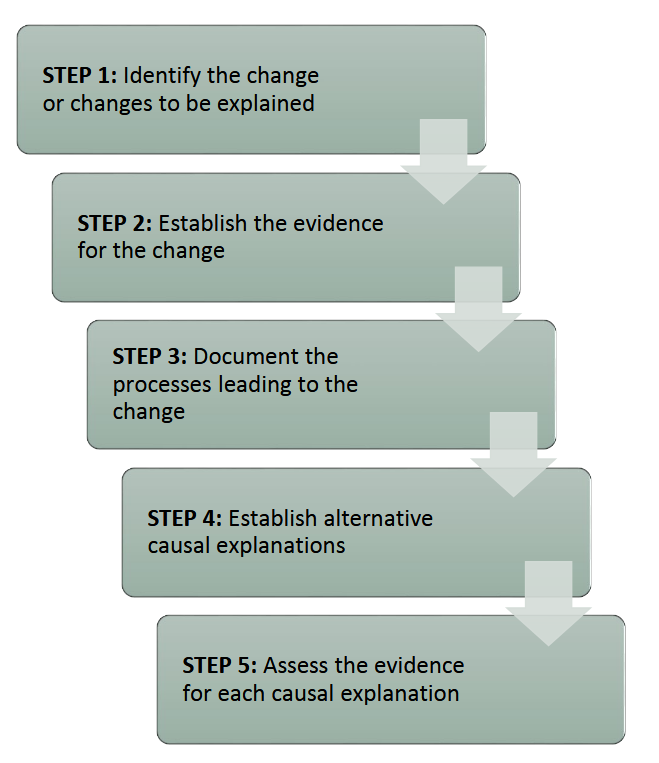 STEP 1: Identify the change
or changes to be explained
STEP 2: Establish the evidence
for the change
STEP 3: Document the
processes leading to the
change
STEP 4: Establish alternative
causal explanations
STEP 5: Assess the evidence
for each causal explanation